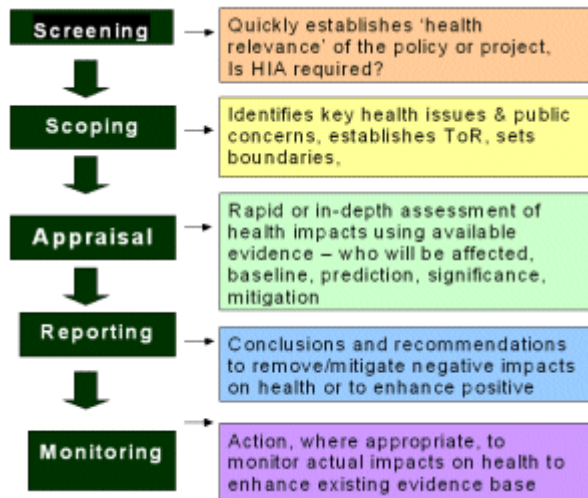 Screening
Quickly establishes ‘health
relevance’ of the policy or project,
Is HIA required?
Scoping
Identifies key health issues & public
concerns, establishes ToR, sets
boundaries,
Appraisal
Rapid or in-depth assessment of
health impacts using available
evidence – who will be affected,
baseline, prediction, significance,
mitigation
Reporting
Conclusions and recommendations
to remove/mitigate negative impacts
on health or to enhance positive
Monitoring
Action, where appropriate, to
monitor actual impacts on health to
enhance existing evidence base